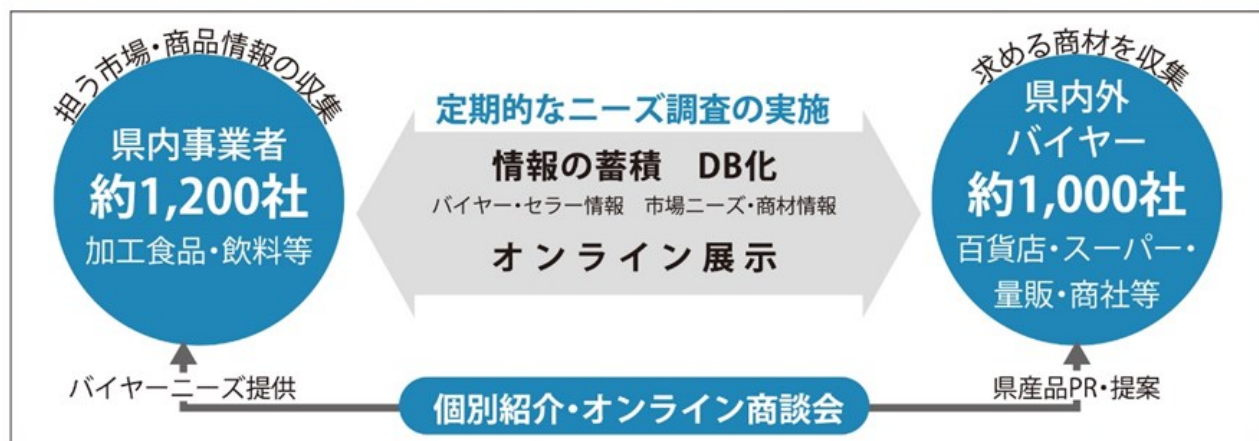 担う市場・商品情報の収集
県内事業者
約1,200社
加工食品・飲料等
定期的なニーズ調査の実施
情報の蓄積　DB化
バイヤー・セラー情報　市場ニーズ・商材情報
オンライン展示
求める商材を収集
県内外
バイヤー
約1,000社
百貨店・スーパー・
量販・商社等
バイヤーニーズ提供
個別紹介・オンライン商談会
県産品PR・提案